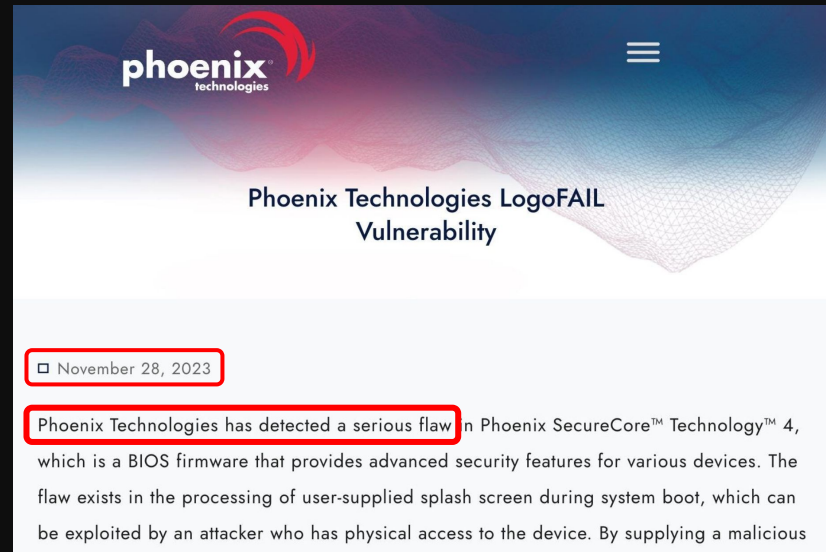 phoenix
technologies
Phoenix Technologies LogoFAIL
Vulnerability
November 28, 2023
Phoenix Technologies has detected a serious flaw in Phoenix SecureCore™ Technology™ 4,
which is a BIOS firmware that provides advanced security features for various devices. The
flaw exists in the processing of user-supplied splash screen during system boot, which can
be exploited by an attacker who has physical access to the device. By supplying a malicious